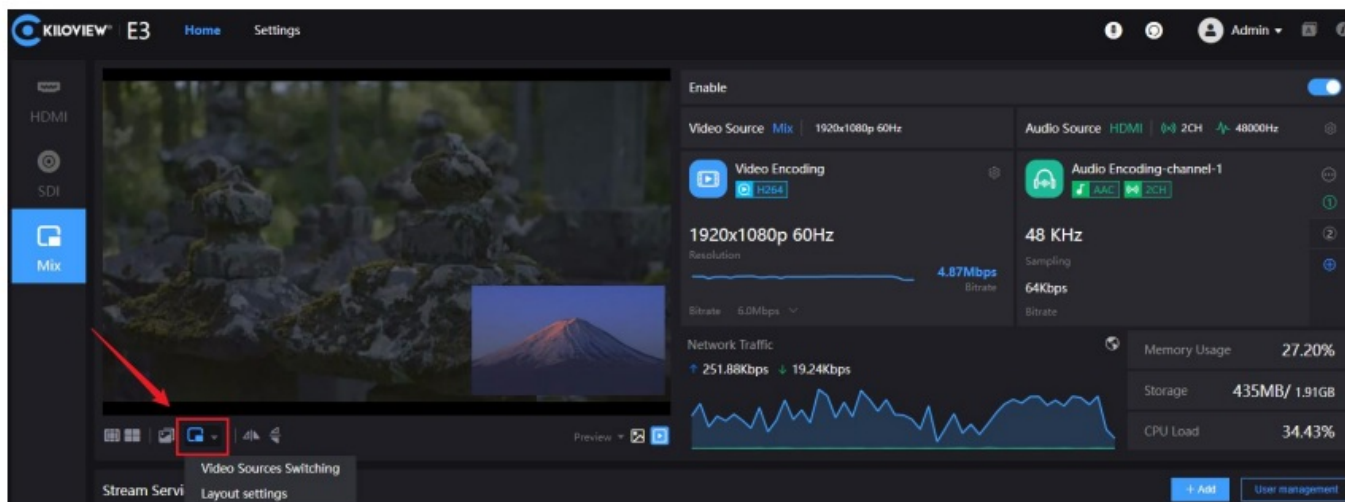 KILOVIEW E3 Home Settings Admin
HDMI
SDI
Mix
Enable
Video Source Mix 1920x1080p 60Hz
Audio Source HDMI 2CH 48000Hz
Video Encoding
H264
1920x1080p 60Hz
Resolution
4.87Mbps
Bitrate
Bitrate 6.0Mbps
Audio Encoding-channel-1
AAC 2CH
1
48 KHz
2
Sampling
64Kbps
Bitrate
Network Traffic
251.88Kbps 19.24Kbps
Memory Usage 27.20%
Storage 435MB/ 1.91GB
CPU Load 34.43%
Preview
Video Sources Switching
Layout settings
Stream Servi
+ Add User management